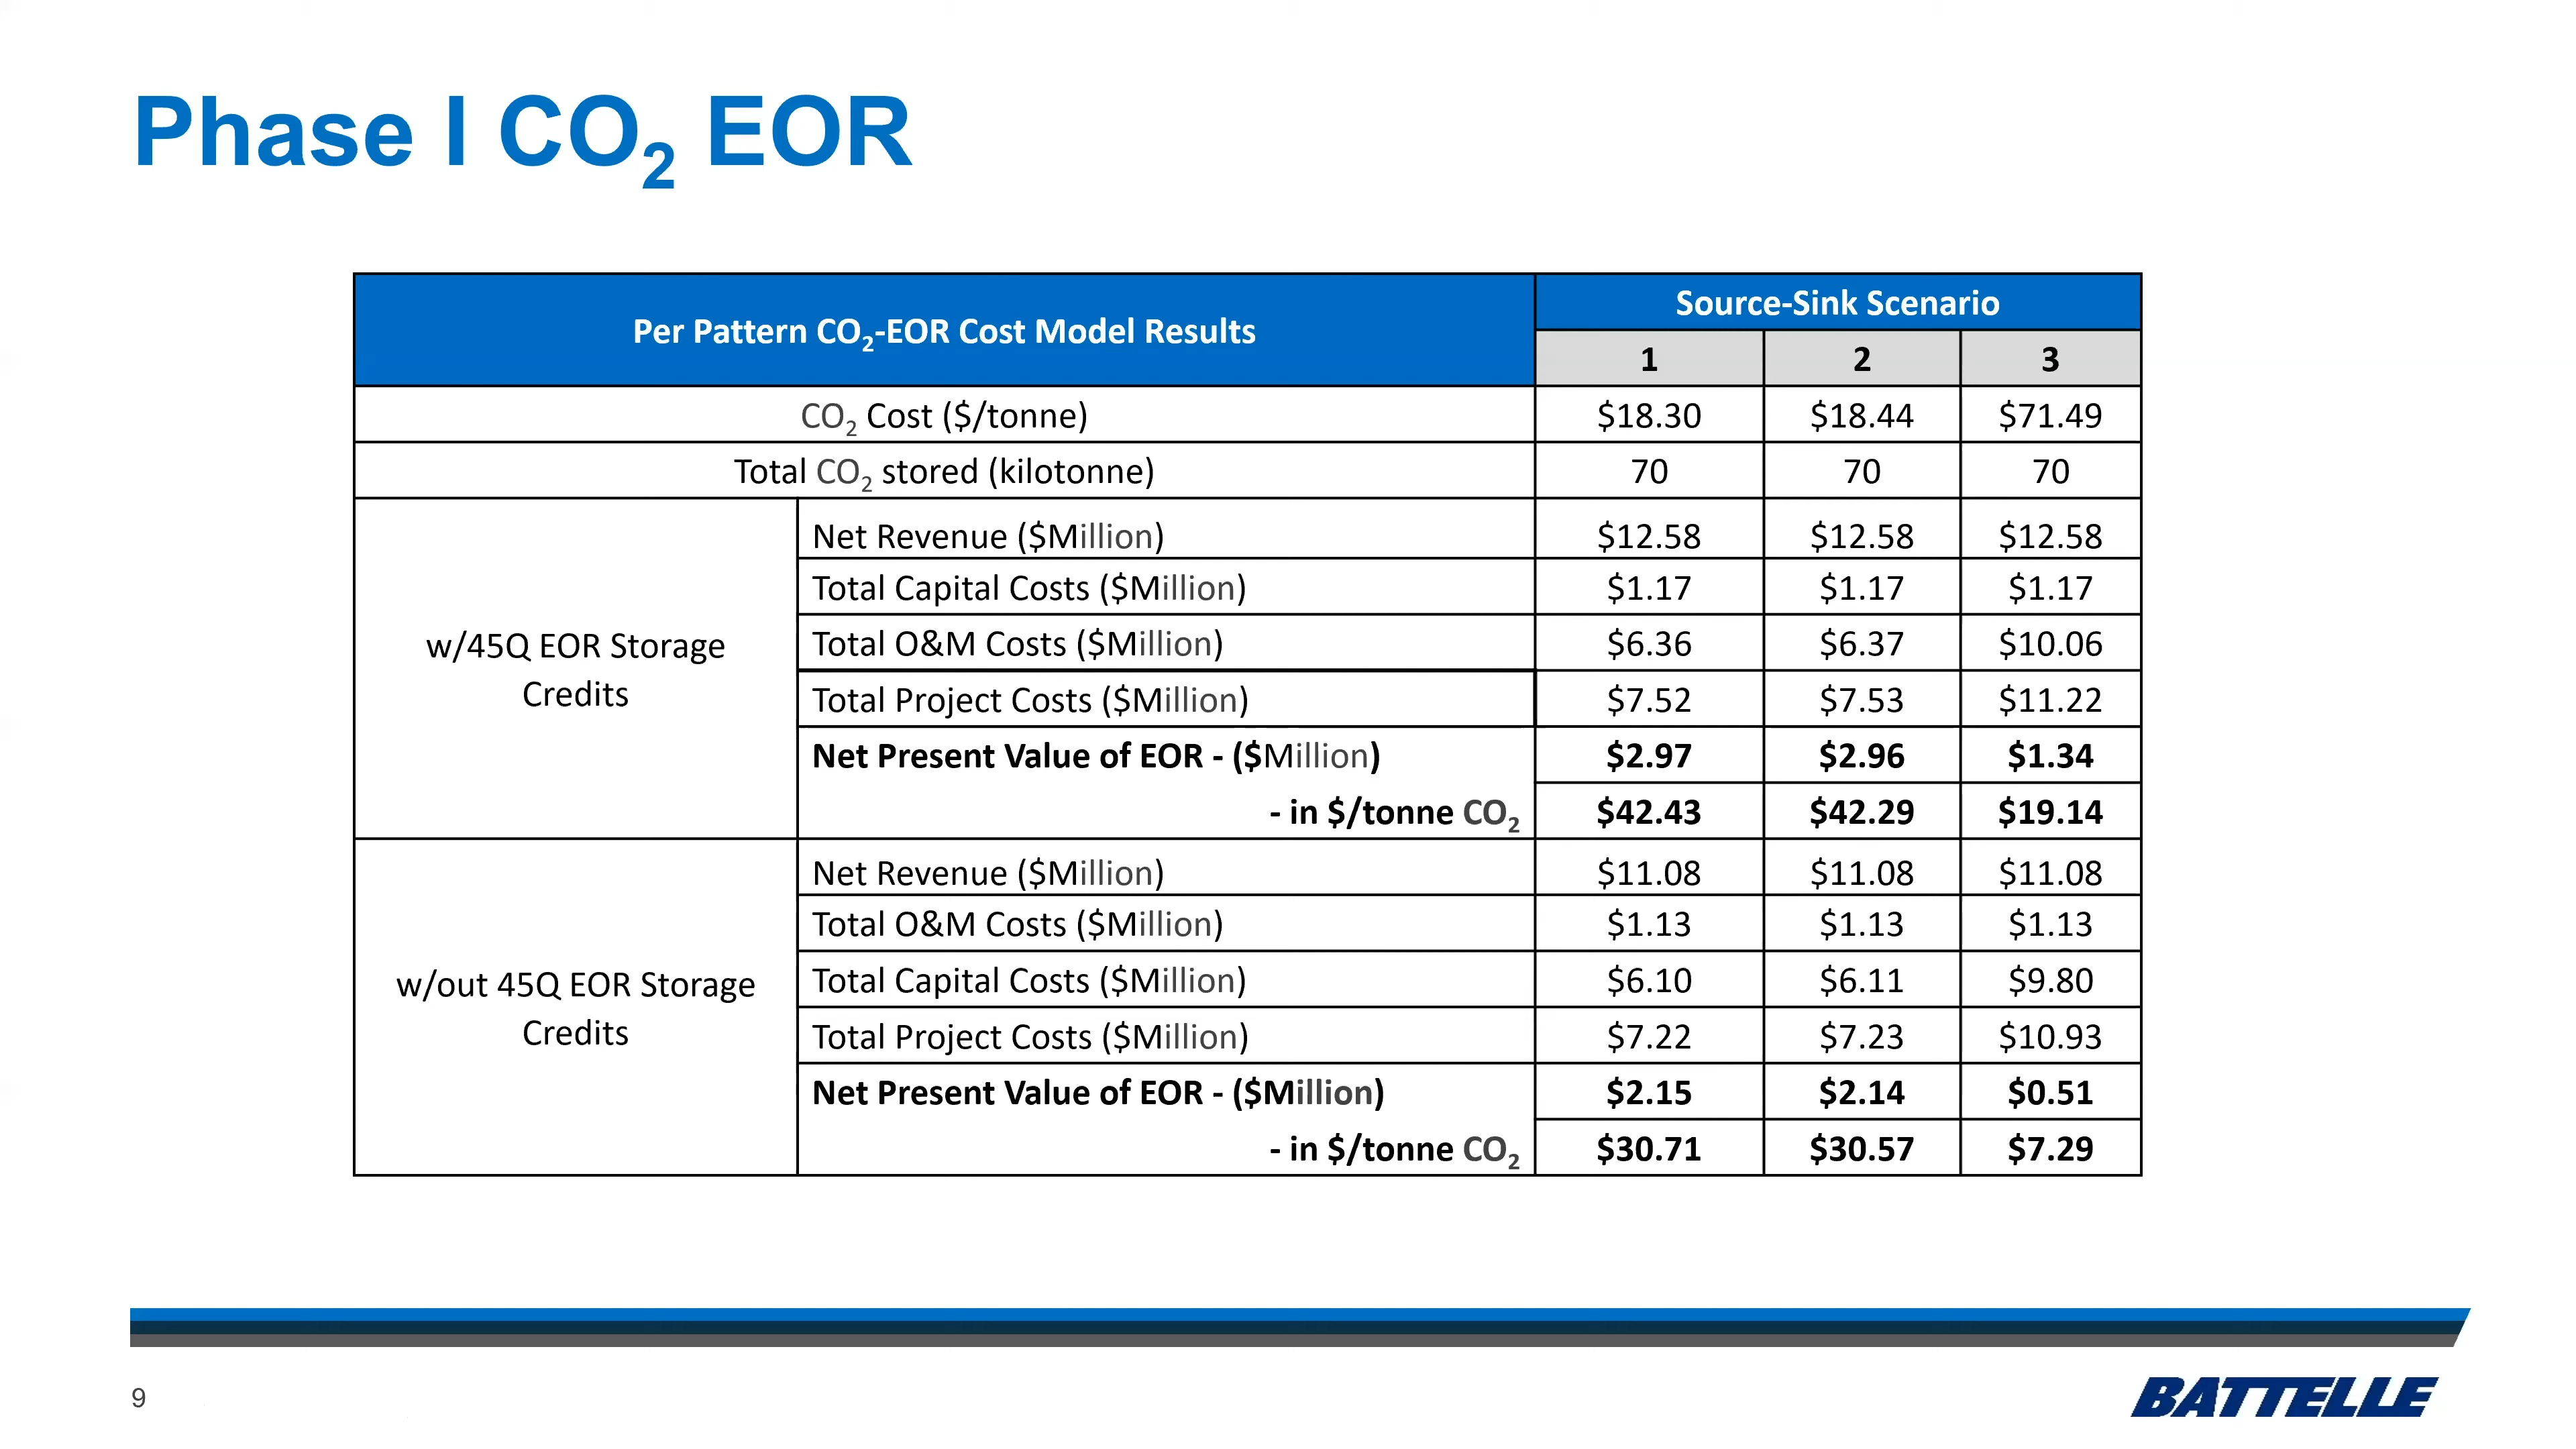 Phase I CO2 EOR
Per Pattern CO2-EOR Cost Model Results
Source-Sink Scenario
1 2 3
CO2 Cost ($/tonne) $18.30 $18.44 $71.49
Total CO2 stored (kilotonne) 70 70 70
w/45Q EOR Storage
Credits
Net Revenue ($Million) $12.58 $12.58 $12.58
Total Capital Costs ($Million) $1.17 $1.17 $1.17
Total O&M Costs ($Million) $6.36 $6.37 $10.06
Total Project Costs ($Million) $7.52 $7.53 $11.22
Net Present Value of EOR - ($Million) $2.97 $2.96 $1.34
- in $/tonne CO2 $42.43 $42.29 $19.14
w/out 45Q EOR Storage
Credits
Net Revenue ($Million) $11.08 $11.08 $11.08
Total O&M Costs ($Million) $1.13 $1.13 $1.13
Total Capital Costs ($Million) $6.10 $6.11 $9.80
Total Project Costs ($Million) $7.22 $7.23 $10.93
Net Present Value of EOR - ($Million) $2.15 $2.14 $0.51
- in $/tonne CO2 $30.71 $30.57 $7.29
9
BATTELLE